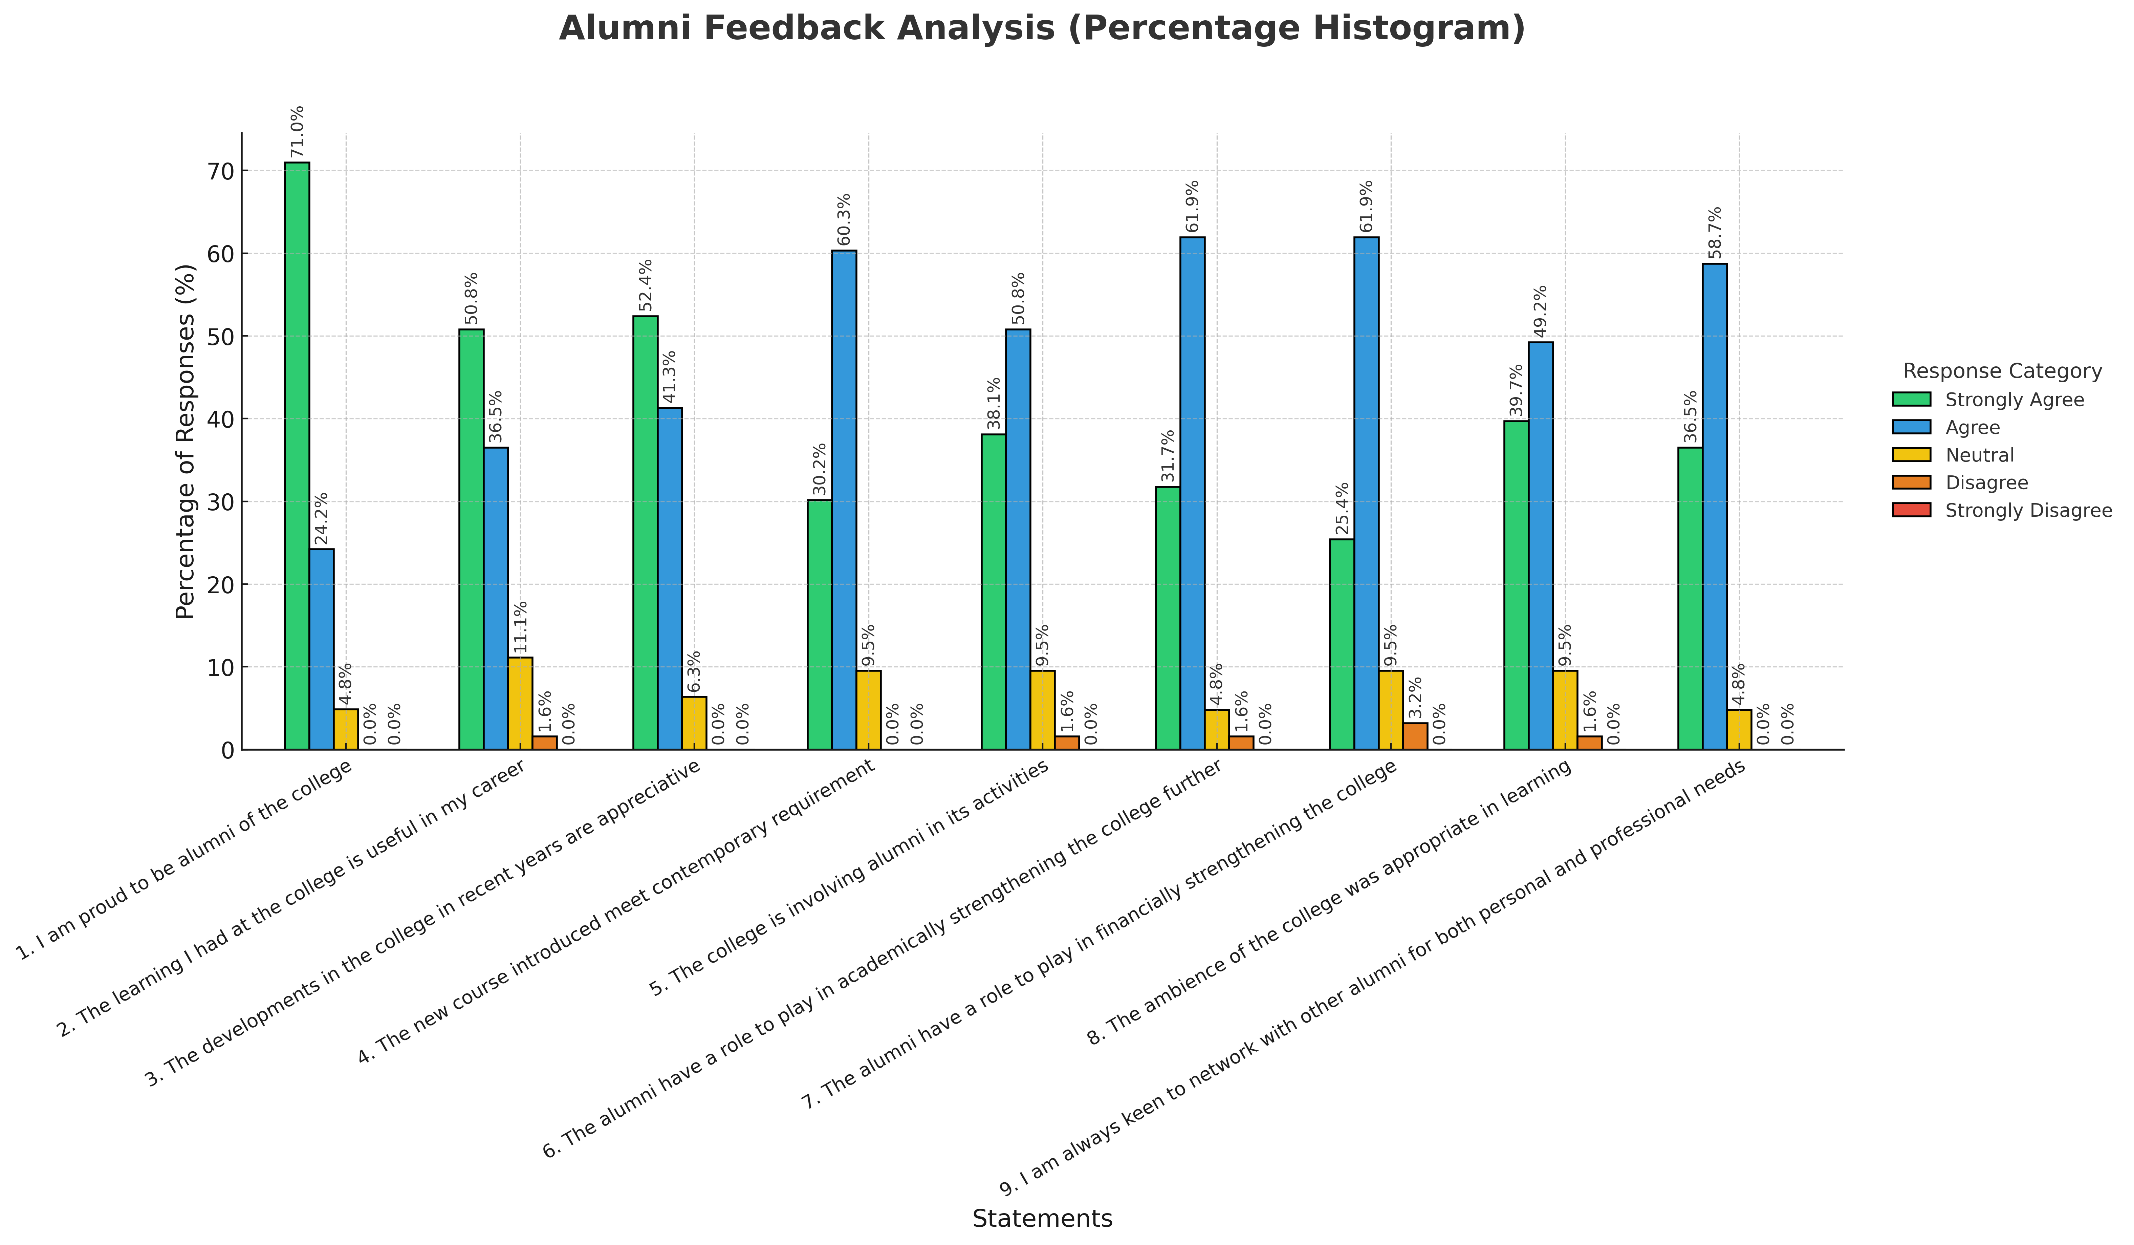 Alumni Feedback Analysis (Percentage Histogram)
Percentage of Responses (%)
70
60
50
40
30
20
10
0
71.0%
24.2%
4.8%
0.0%
0.0%
50.8%
36.5%
11.1%
1.6%
0.0%
52.4%
41.3%
6.3%
0.0%
0.0%
30.2%
60.3%
9.5%
0.0%
0.0%
38.1%
50.8%
9.5%
1.6%
0.0%
31.7%
61.9%
4.8%
1.6%
0.0%
25.4%
61.9%
9.5%
3.2%
0.0%
39.7%
49.2%
9.5%
1.6%
0.0%
36.5%
58.7%
4.8%
0.0%
0.0%
Response Category
Strongly Agree
Agree
Neutral
Disagree
Strongly Disagree
1. I am proud to be alumni of the college
2. The learning I had at the college is useful in my career
3. The developments in the college in recent years are appreciative
4. The new course introduced meet contemporary requirement
5. The college is involving alumni in its activities
6. The alumni have a role to play in academically strengthening the college further
7. The alumni have a role to play in financially strengthening the college
8. The ambience of the college was appropriate in learning
9. I am always keen to network with other alumni for both personal and professional needs
Statements